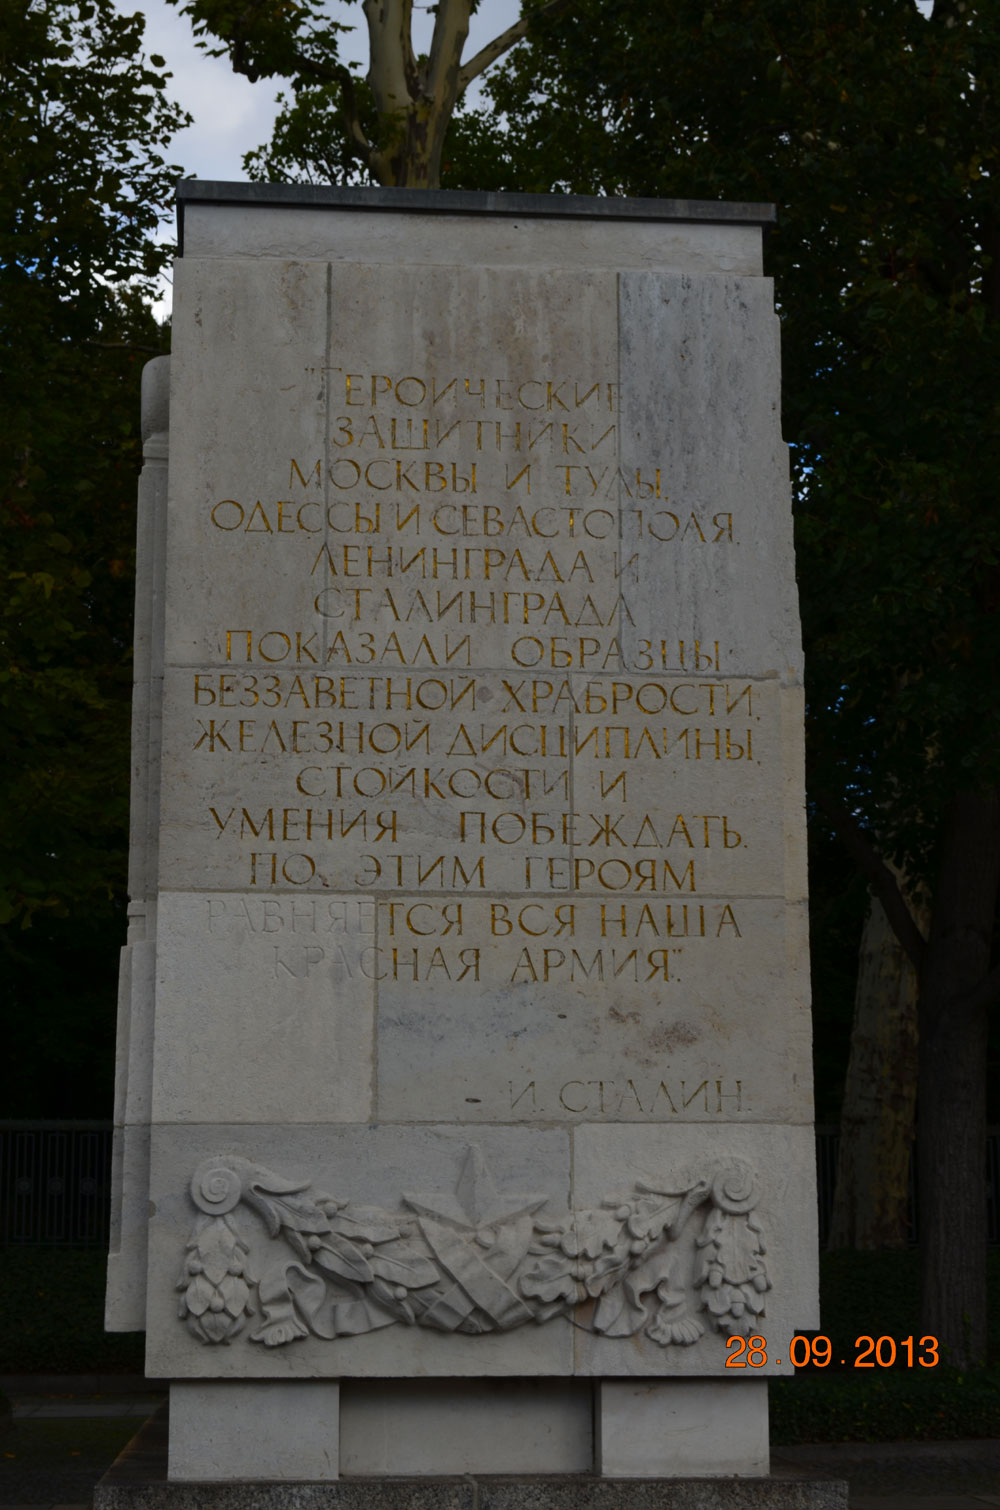 "ГЕРОИЧЕСКИЕ
ЗАЩИТНИКИ
МОСКВЫ И ТУЛЫ,
ОДЕССЫ И СЕВАСТОПОЛЯ,
ЛЕНИНГРАДА И
СТАЛИНГРАДА
ПОКАЗАЛИ ОБРАЗЦЫ
БЕЗЗАВЕТНОЙ ХРАБРОСТИ,
ЖЕЛЕЗНОЙ ДИСЦИПЛИНЫ,
СТОЙКОСТИ И
УМЕНИЯ ПОБЕЖДАТЬ.
ПО ЭТИМ ГЕРОЯМ
РАВНЯЕТСЯ ВСЯ НАША
КРАСНАЯ АРМИЯ".
И. СТАЛИН.
28.09.2013